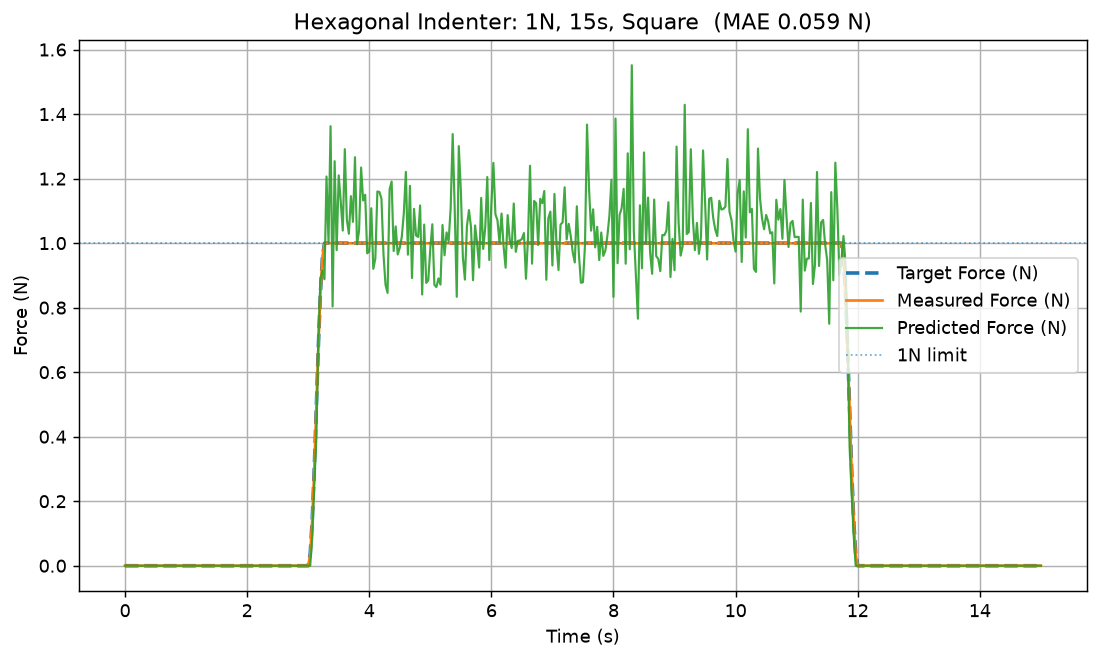 Hexagonal Indenter: 1N, 15s, Square  (MAE 0.059 N)
1.6
1.4
1.2
1.0
0.8
0.6
0.4
0.2
0.0
Force (N)
Target Force (N)
Measured Force (N)
Predicted Force (N)
1N limit
0 2 4 6 8 10 12 14
Time (s)